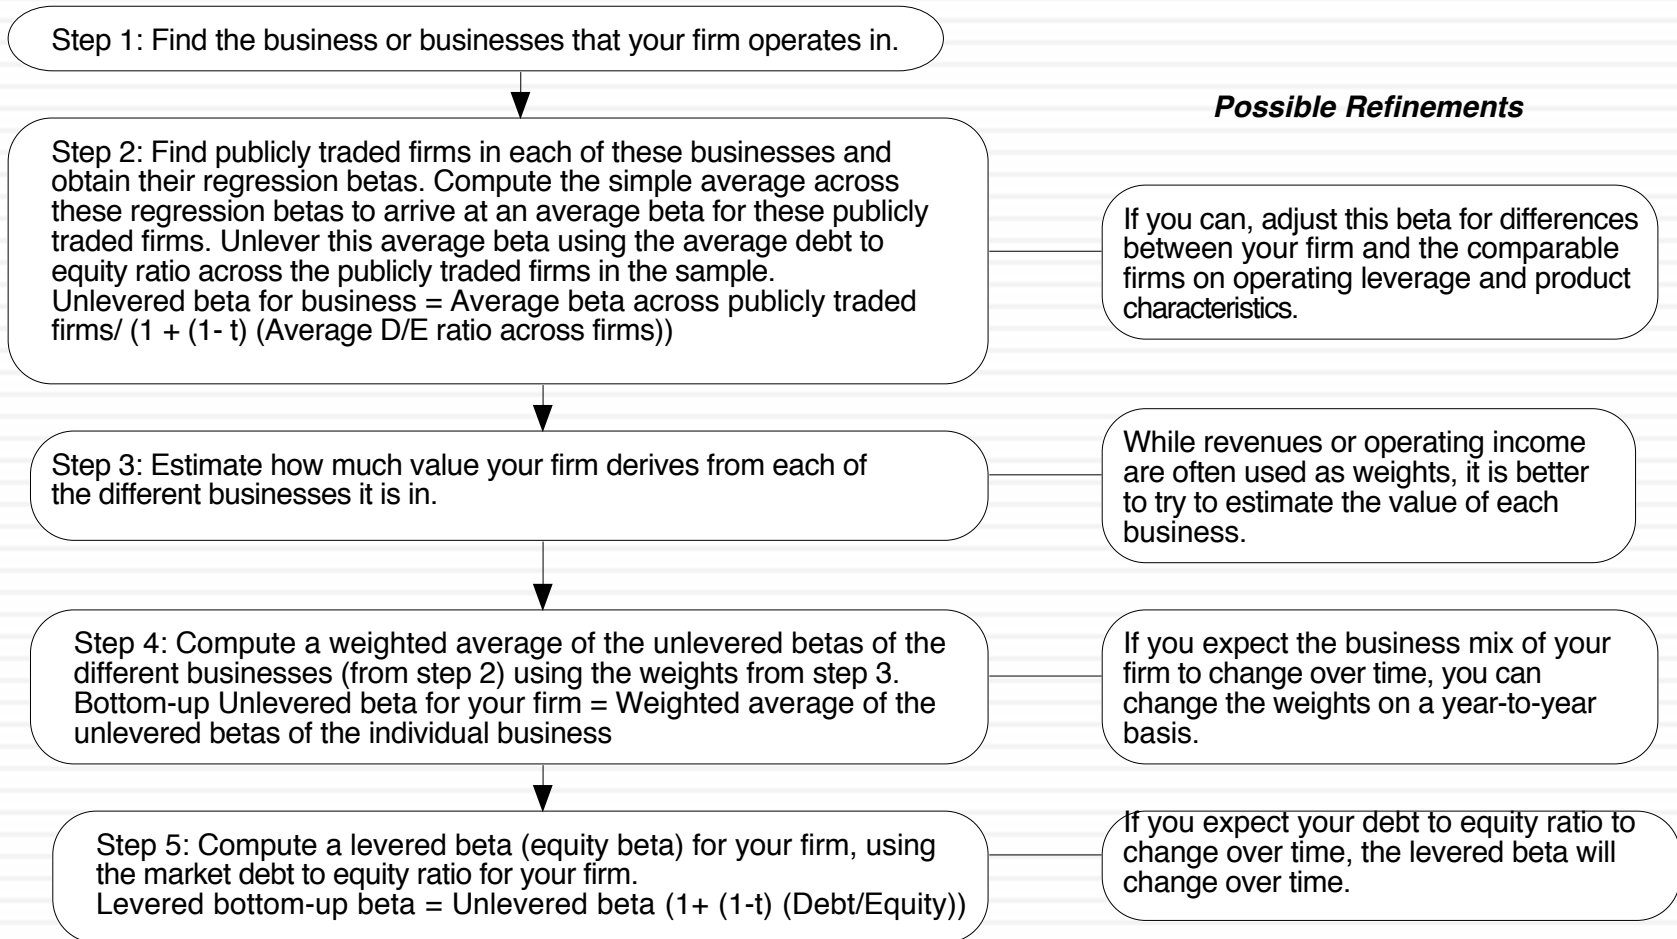 Step 1: Find the business or businesses that your firm operates in.
Possible Refinements
Step 2: Find publicly traded firms in each of these businesses and
obtain their regression betas. Compute the simple average across
these regression betas to arrive at an average beta for these publicly
traded firms. Unlever this average beta using the average debt to
equity ratio across the publicly traded firms in the sample.
Unlevered beta for business = Average beta across publicly traded
firms/ (1 + (1- t) (Average D/E ratio across firms))
If you can, adjust this beta for differences
between your firm and the comparable
firms on operating leverage and product
characteristics.
Step 3: Estimate how much value your firm derives from each of
the different businesses it is in.
While revenues or operating income
are often used as weights, it is better
to try to estimate the value of each
business.
Step 4: Compute a weighted average of the unlevered betas of the
different businesses (from step 2) using the weights from step 3.
Bottom-up Unlevered beta for your firm = Weighted average of the
unlevered betas of the individual business
If you expect the business mix of your
firm to change over time, you can
change the weights on a year-to-year
basis.
Step 5: Compute a levered beta (equity beta) for your firm, using
the market debt to equity ratio for your firm.
Levered bottom-up beta = Unlevered beta (1+ (1-t) (Debt/Equity))
If you expect your debt to equity ratio to
change over time, the levered beta will
change over time.